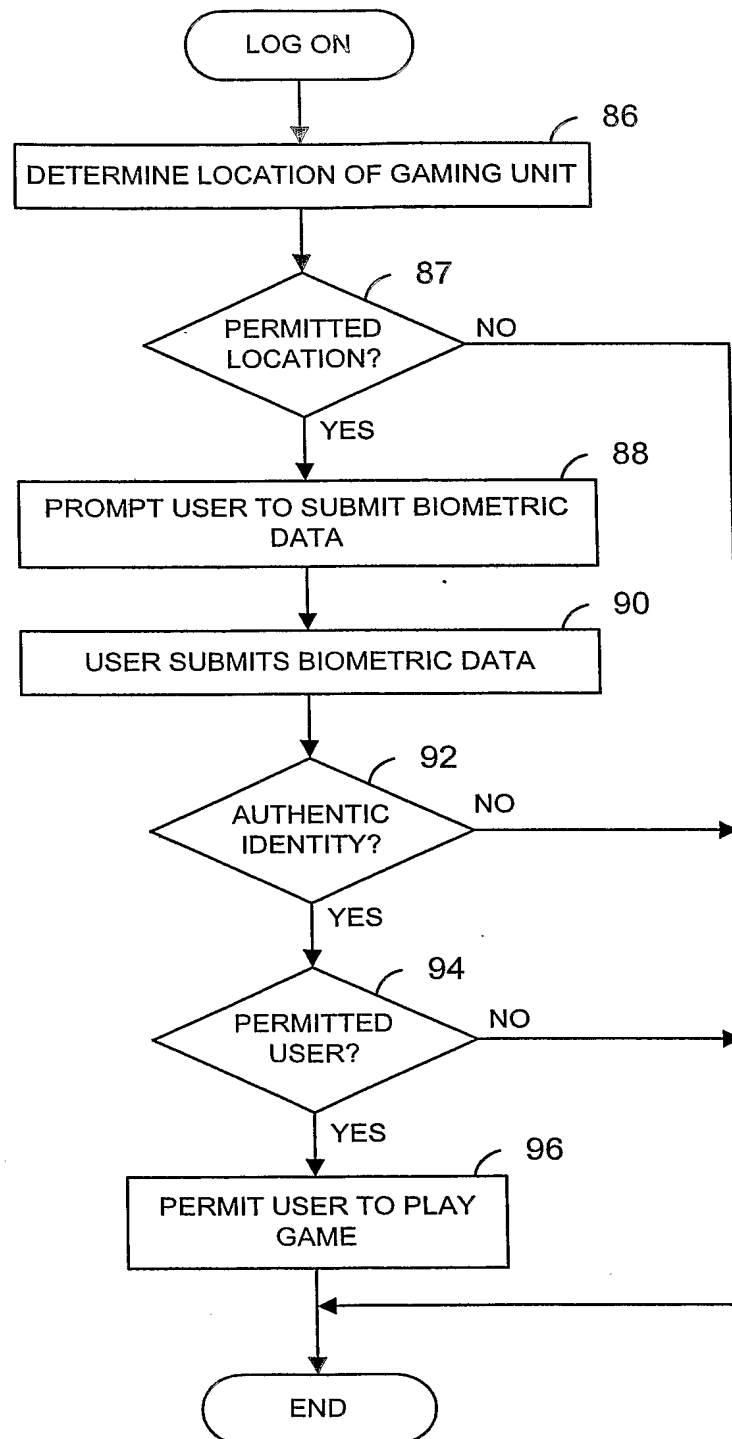 LOG ON
86
DETERMINE LOCATION OF GAMING UNIT
87
PERMITTED
LOCATION?
NO
YES
88
PROMPT USER TO SUBMIT BIOMETRIC
DATA
90
USER SUBMITS BIOMETRIC DATA
92
AUTHENTIC
IDENTITY?
NO
YES
94
PERMITTED
USER?
NO
YES
96
PERMIT USER TO PLAY
GAME
END